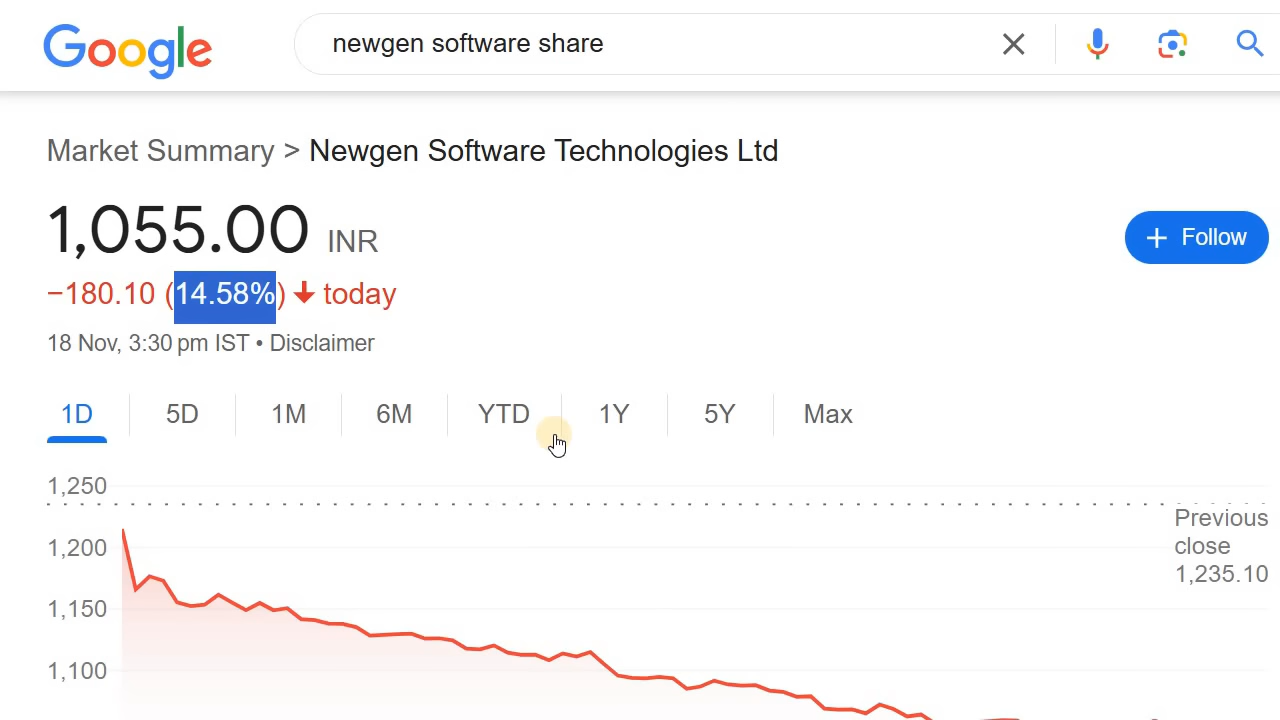 Google
newgen software share
Market Summary > Newgen Software Technologies Ltd
1,055.00 INR
+ Follow
−180.10 (14.58%) ↓ today
18 Nov, 3:30 pm IST • Disclaimer
1D 5D 1M 6M YTD 1Y 5Y Max
1,250
Previous
close
1,235.10
1,200
1,150
1,100